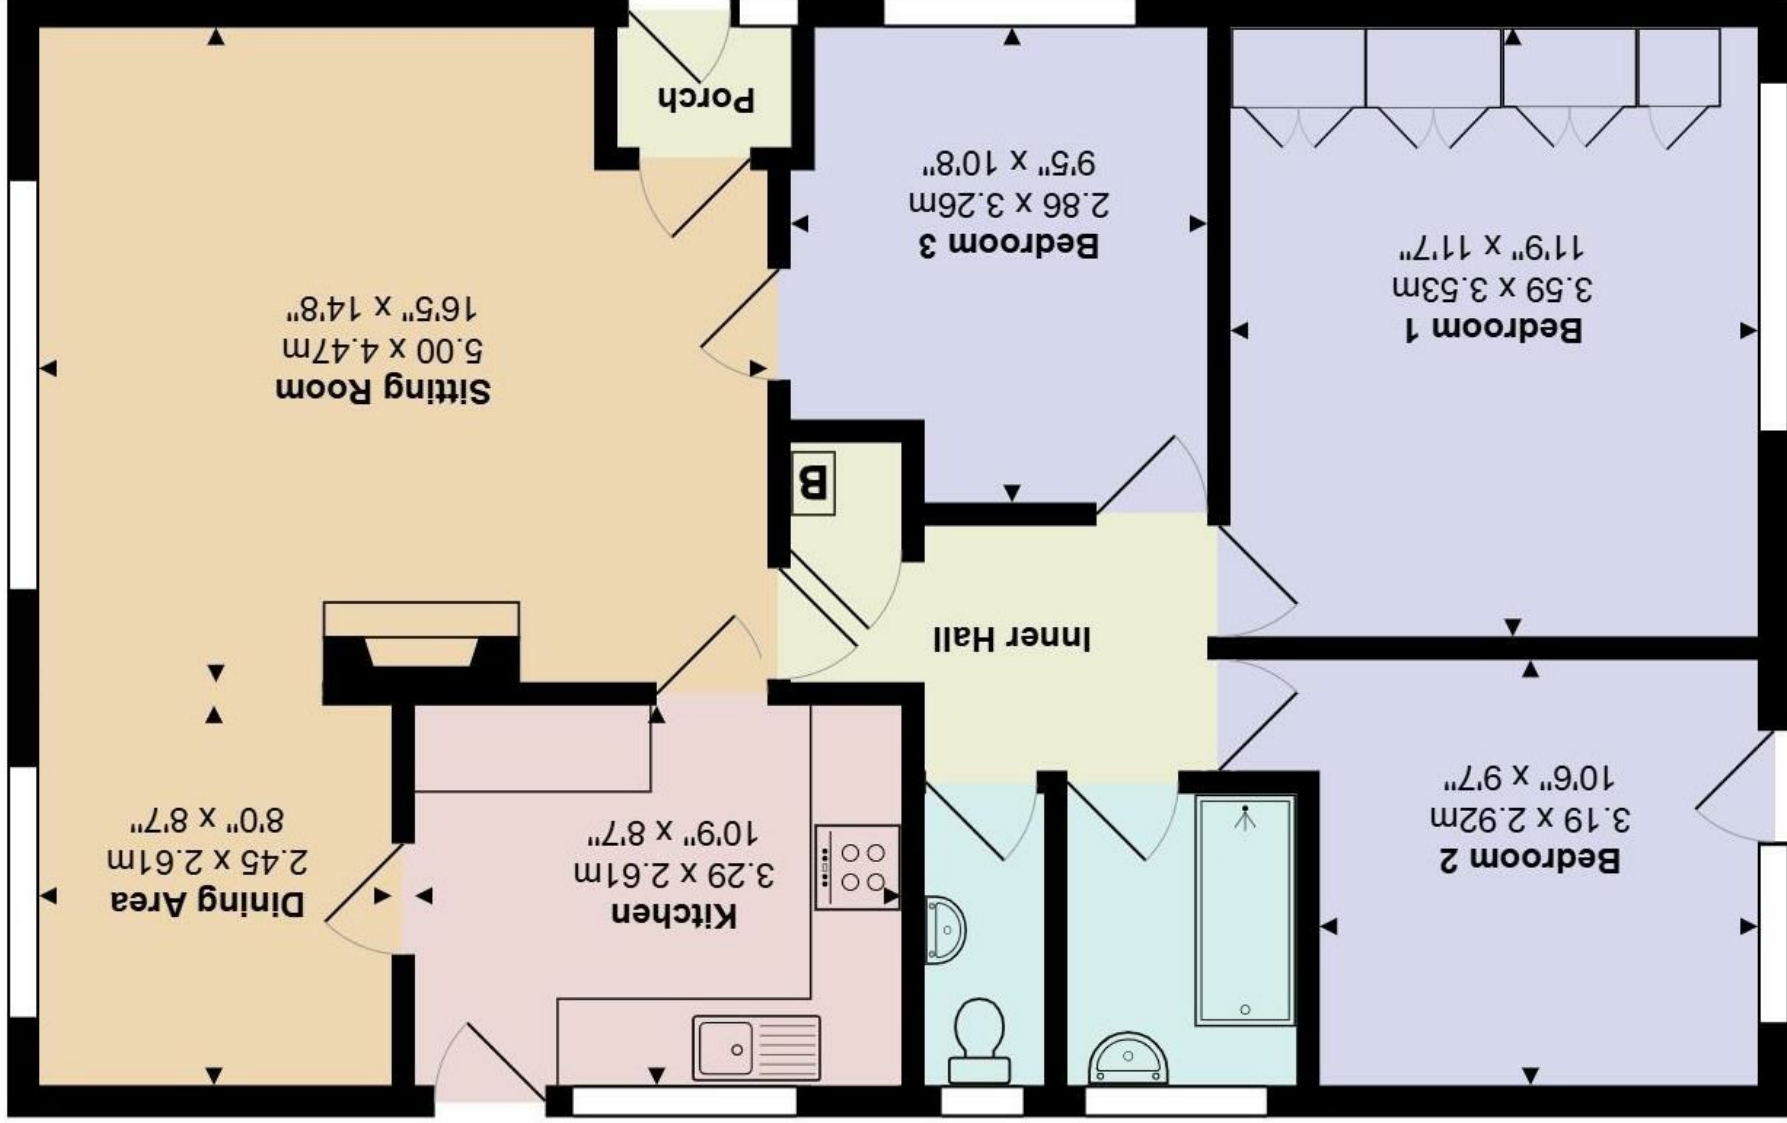 Bedroom 2
3.19 x 2.92m
10'6" x 9'7"
Kitchen
3.29 x 2.61m
10'9" x 8'7"
Dining Area
2.45 x 2.61m
8'0" x 8'7"
Inner Hall
B
Bedroom 1
3.59 x 3.53m
11'9" x 11'7"
Sitting Room
5.00 x 4.47m
16'5" x 14'8"
Bedroom 3
2.86 x 3.26m
9'5" x 10'8"
Porch